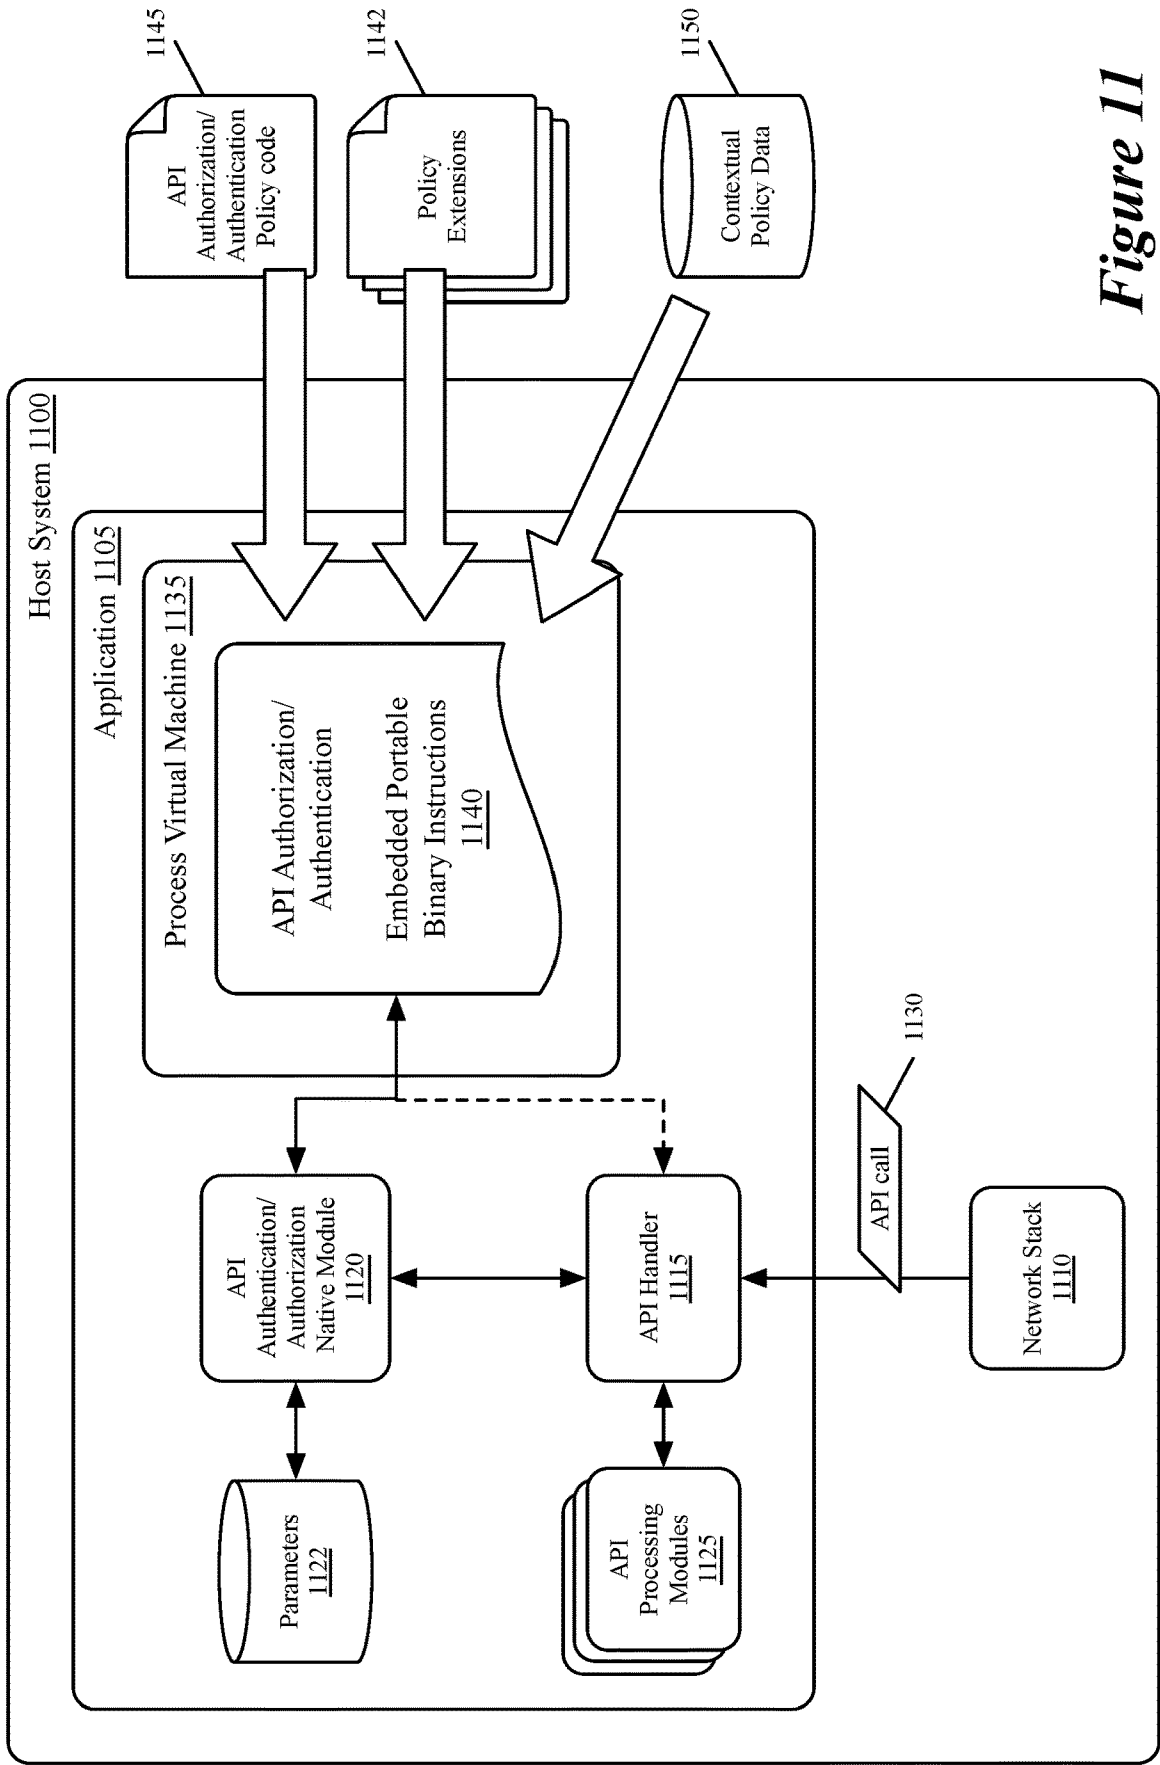 Host System 1100
Application 1105
Process Virtual Machine 1135
API Authorization/
Authentication
Embedded Portable
Binary Instructions
1140
Parameters
1122
API
Authentication/
Authorization
Native Module
1120
API
Processing
Modules
1125
API Handler
1115
API call
1130
Network Stack
1110
API
Authorization/
Authentication
Policy code
1145
Policy
Extensions
1142
Contextual
Policy Data
1150
Figure 11